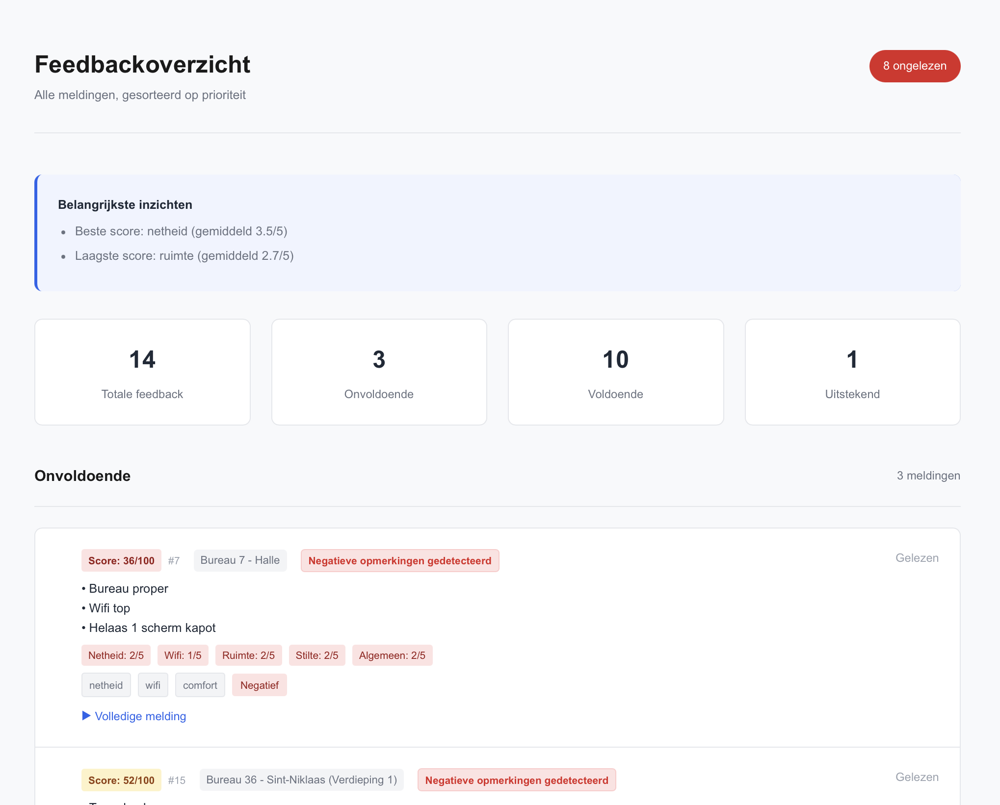 Feedbackoverzicht
8 ongelezen
Alle meldingen, gesorteerd op prioriteit
Belangrijkste inzichten
• Beste score: netheid (gemiddeld 3.5/5)
• Laagste score: ruimte (gemiddeld 2.7/5)
14
Totale feedback
3
Onvoldoende
10
Voldoende
1
Uitstekend
Onvoldoende
3 meldingen
Score: 36/100 #7 Bureau 7 - Halle Negatieve opmerkingen gedetecteerd Gelezen
• Bureau proper
• Wifi top
• Helaas 1 scherm kapot
Netheid: 2/5 Wifi: 1/5 Ruimte: 2/5 Stilte: 2/5 Algemeen: 2/5
netheid wifi comfort Negatief
▶ Volledige melding
Score: 52/100 #15 Bureau 36 - Sint-Niklaas (Verdieping 1) Negatieve opmerkingen gedetecteerd Gelezen